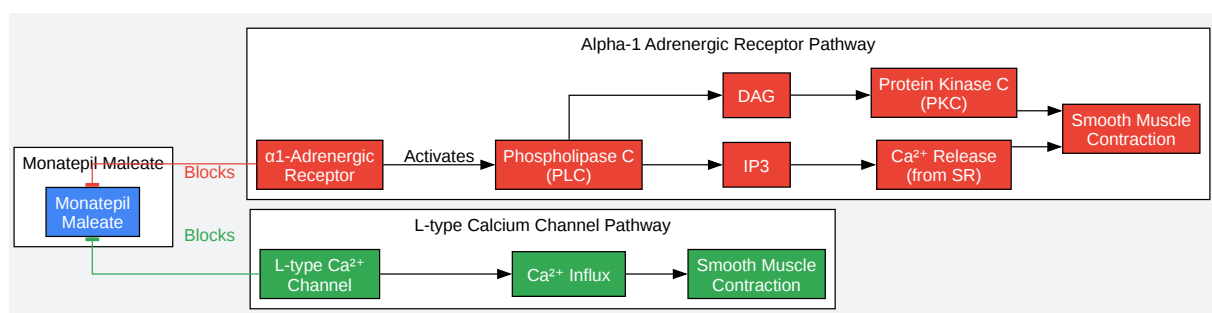 Alpha-1 Adrenergic Receptor Pathway
DAG
Protein Kinase C
(PKC)
Smooth Muscle
Contraction
Monatepil Maleate
Blocks
α1-Adrenergic
Receptor
Activates
Phospholipase C
(PLC)
IP3
Ca²⁺ Release
(from SR)
Monatepil
Maleate
Blocks
L-type Calcium Channel Pathway
L-type Ca²⁺
Channel
Ca²⁺ Influx
Smooth Muscle
Contraction